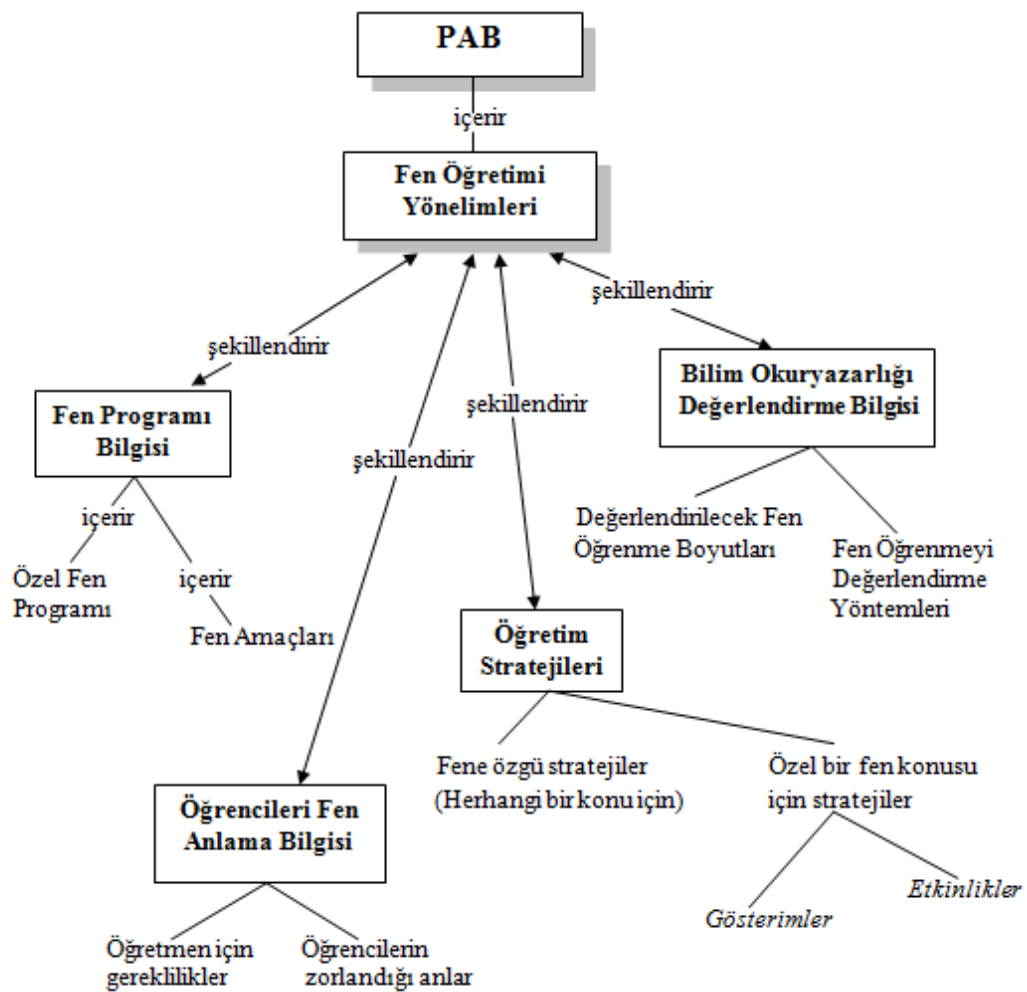 PAB
içerir
Fen Öğretimi
Yönelimleri
şekillendirir
şekillendirir
şekillendirir
şekillendirir
Fen Programı
Bilgisi
içerir
içerir
Özel Fen
Programı
Fen Amaçları
Bilim Okuryazarlığı
Değerlendirme Bilgisi
Değerlendirilecek Fen
Öğrenme Boyutları
Fen Öğrenmeyi
Değerlendirme
Yöntemleri
Öğretim
Stratejileri
Fene özgü stratejiler
(Herhangi bir konu için)
Özel bir fen konusu
için stratejiler
Gösterimler
Etkinlikler
Öğrencileri Fen
Anlama Bilgisi
Öğretmen için
gereklilikler
Öğrencilerin
zorlandığı anlar